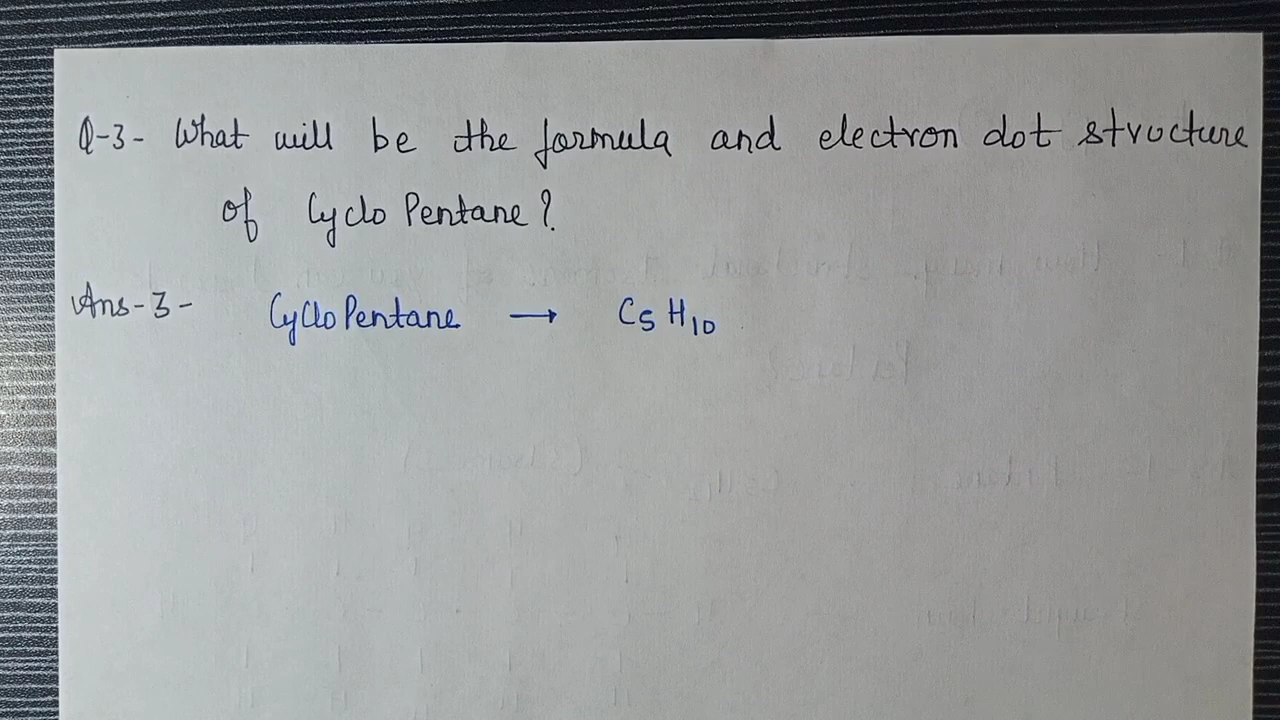 Q-3- What will be the formula and electron dot structure
of Cyclo Pentane?
Ans-3- Cyclo Pentane → C5 H10